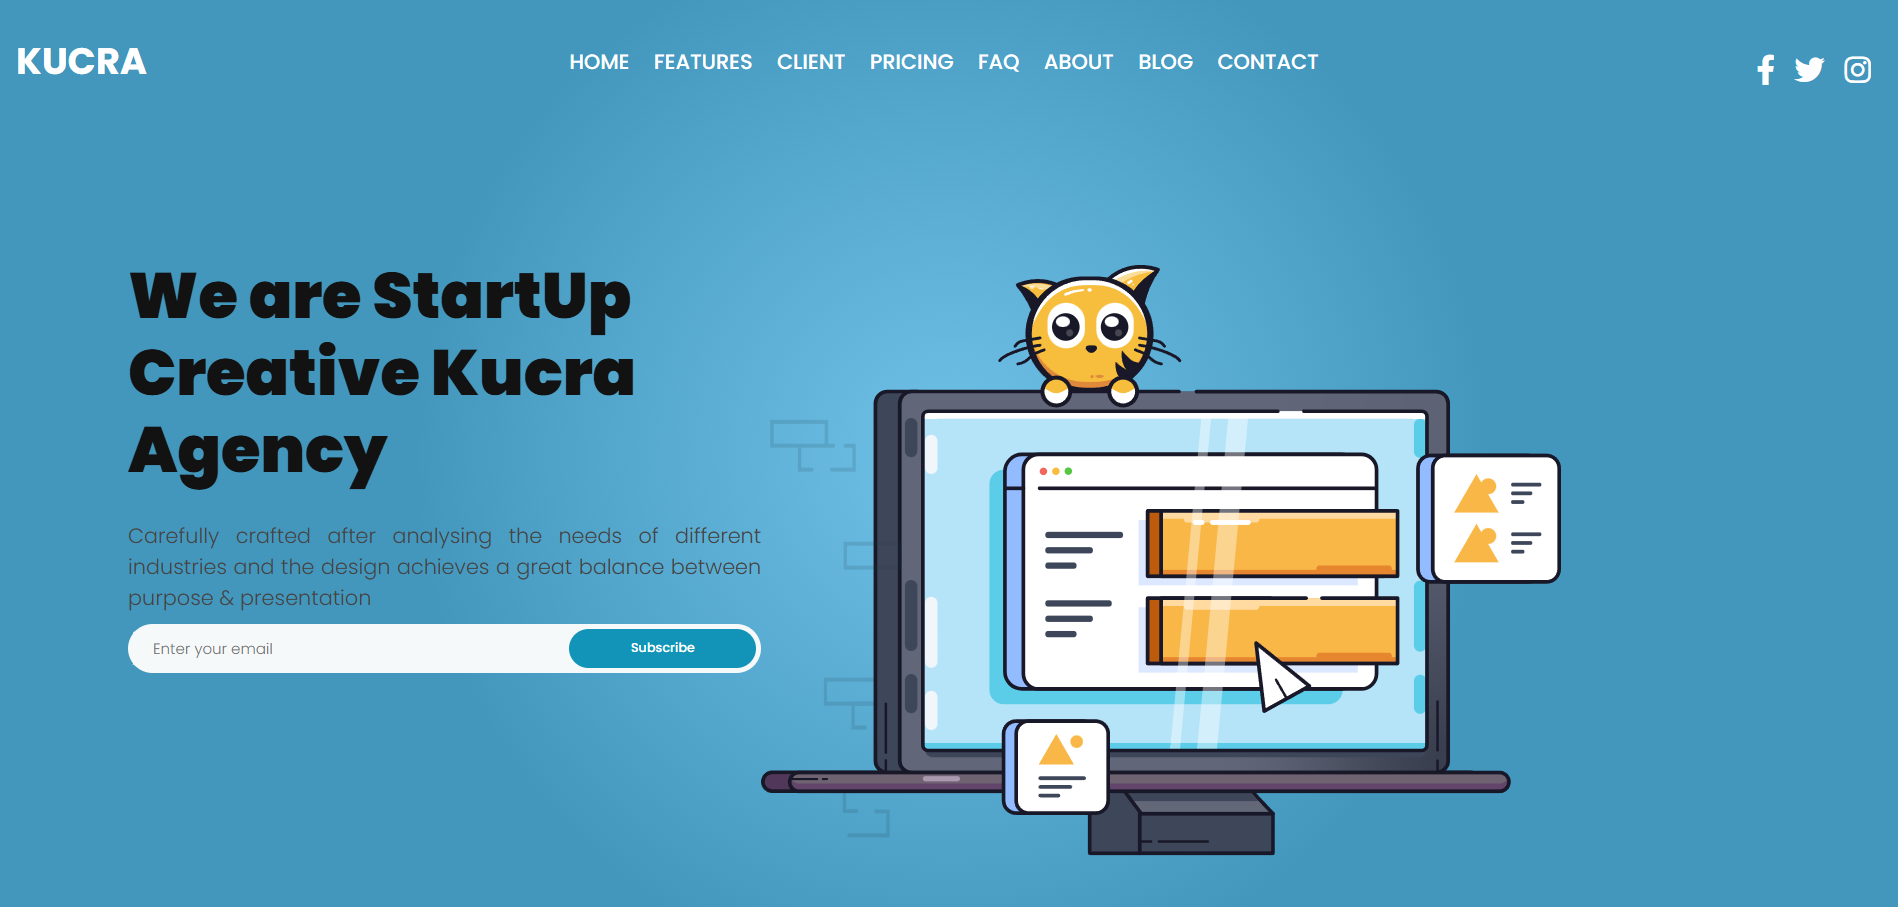 KUCRA
HOME FEATURES CLIENT PRICING FAQ ABOUT BLOG CONTACT
We are StartUp
Creative Kucra
Agency
Carefully crafted after analysing the needs of different
industries and the design achieves a great balance between
purpose & presentation
Enter your email
Subscribe